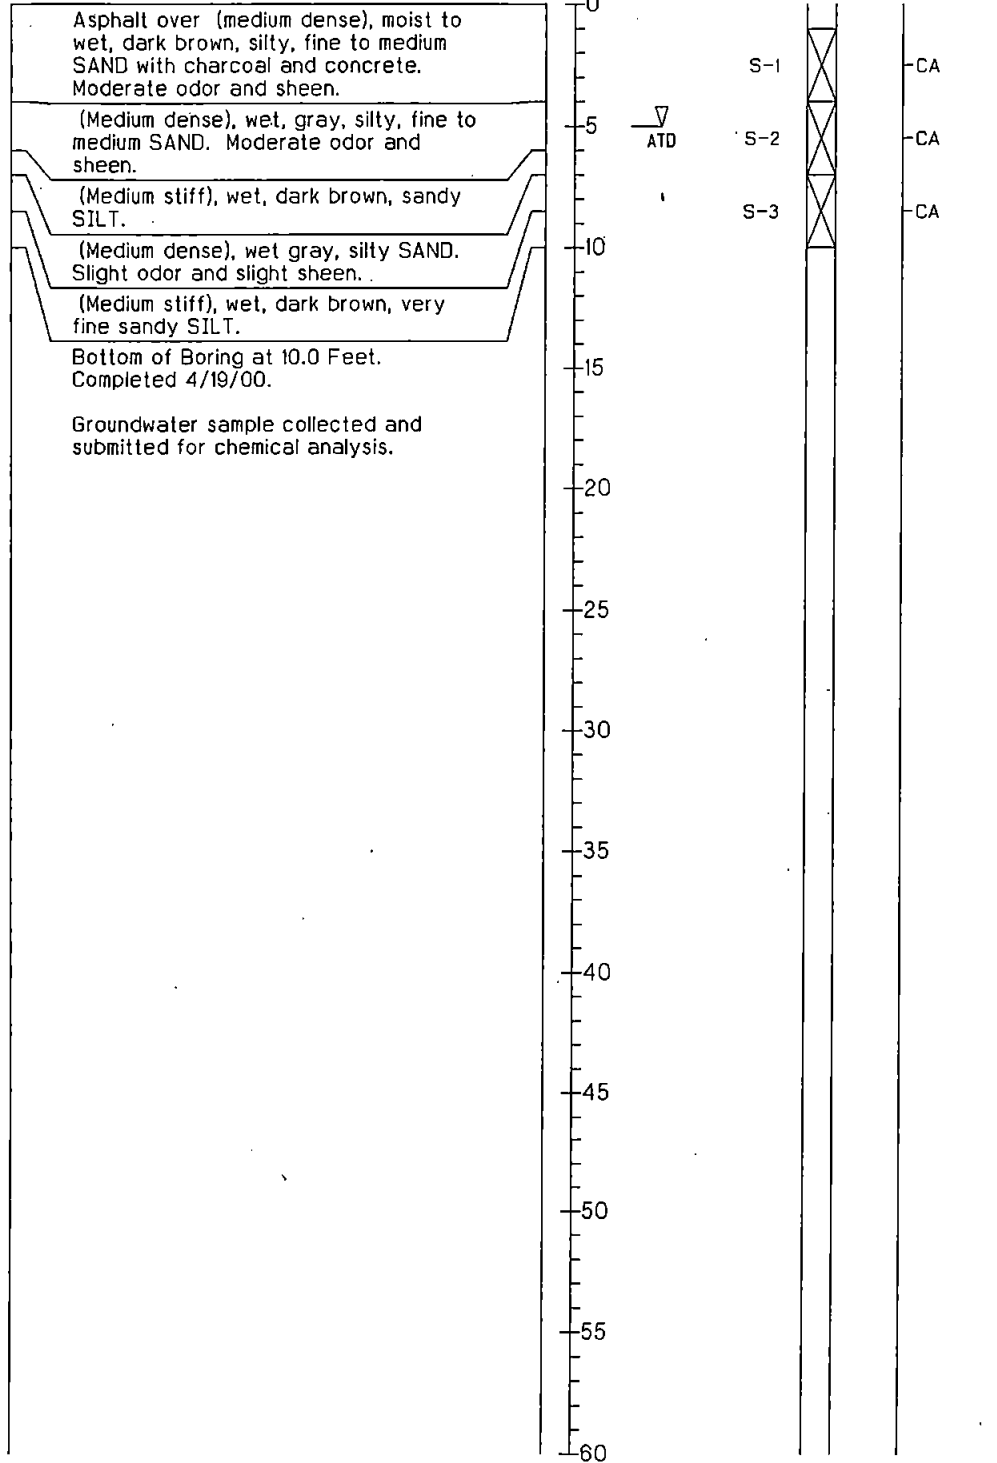 Asphalt over (medium dense), moist to
wet, dark brown, silty, fine to medium
SAND with charcoal and concrete.
Moderate odor and sheen.
(Medium dense), wet, gray, silty, fine to
medium SAND. Moderate odor and
sheen.
(Medium stiff), wet, dark brown, sandy
SILT.
(Medium dense), wet gray, silty SAND.
Slight odor and slight sheen.
(Medium stiff), wet, dark brown, very
fine sandy SILT.
Bottom of Boring at 10.0 Feet.
Completed 4/19/00.
Groundwater sample collected and
submitted for chemical analysis.
0
5
10
15
20
25
30
35
40
45
50
55
60
ATD
S-1
S-2
S-3
CA
CA
CA